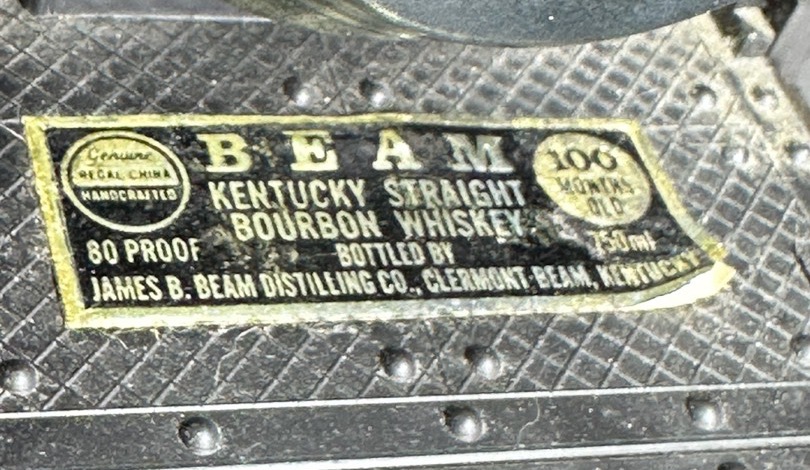 Genuine
REGAL CHINA
HANDCRAFTED
BEAM
100
MONTHS
OLD
KENTUCKY STRAIGHT
BOURBON WHISKEY
80 PROOF
BOTTLED BY
750ml
JAMES B. BEAM DISTILLING CO., CLERMONT-BEAM, KENTUCKY